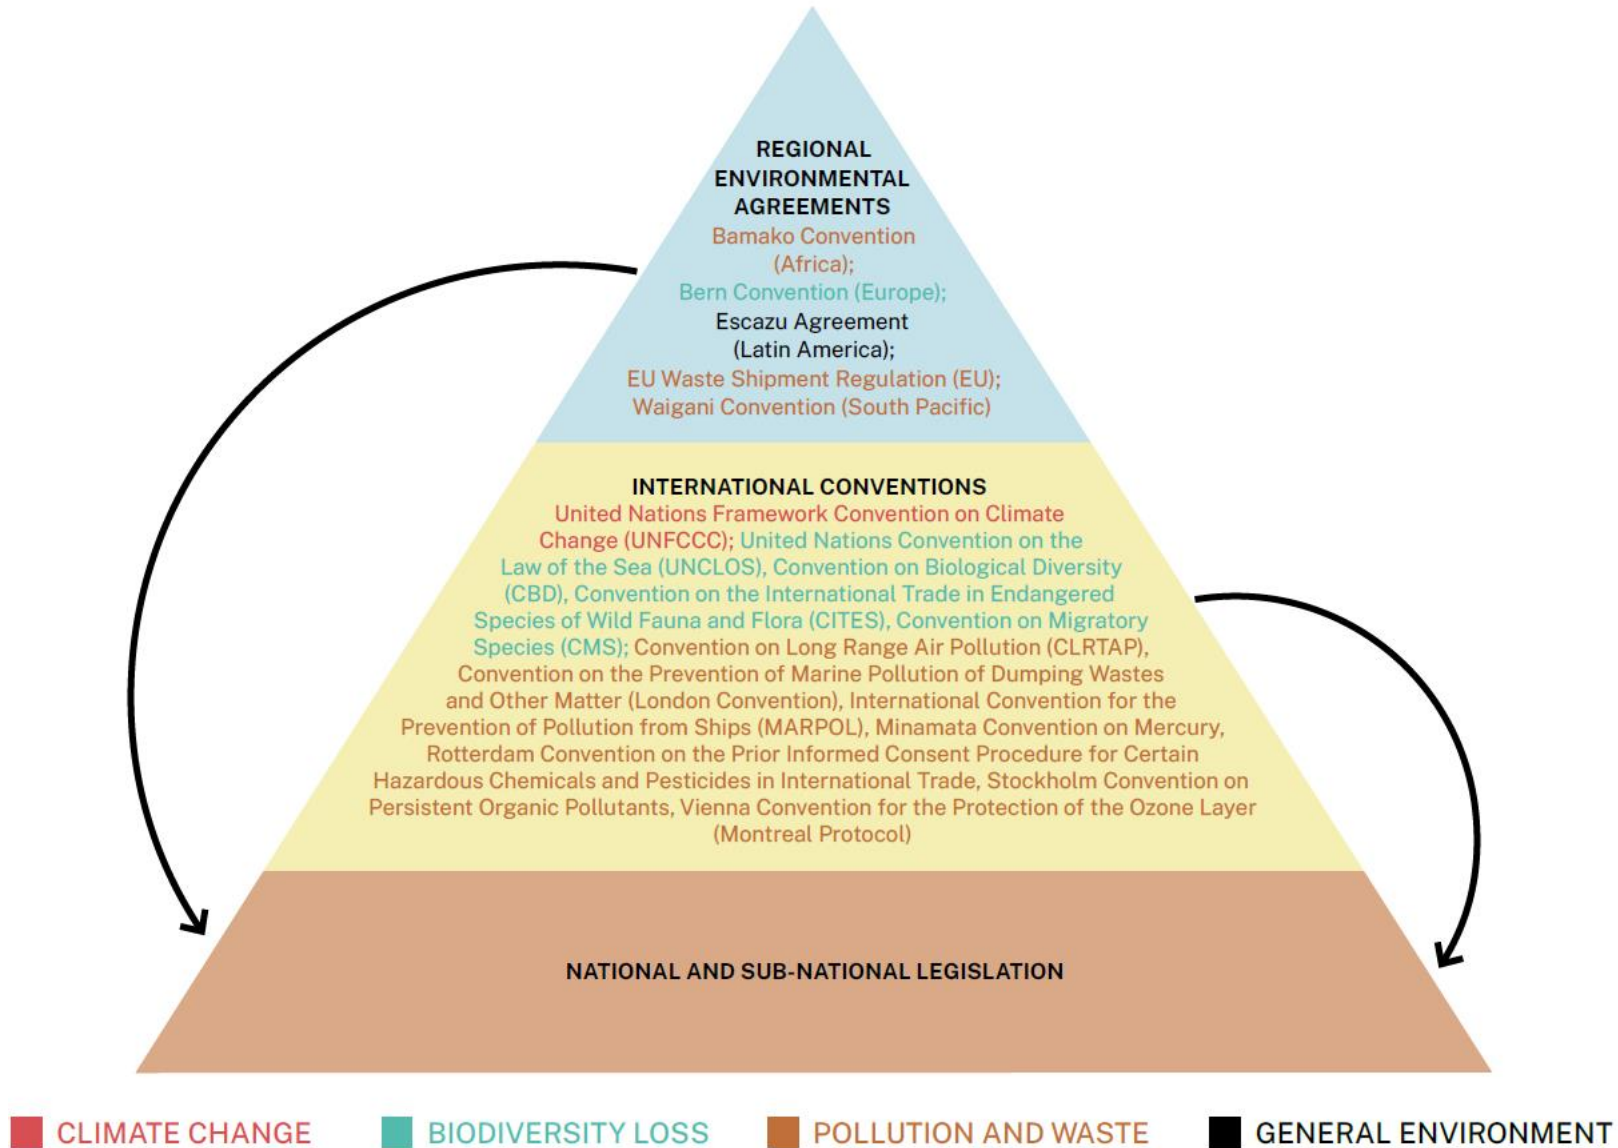 REGIONAL
ENVIRONMENTAL
AGREEMENTS
Bamako Convention
(Africa);
Bern Convention (Europe);
Escazu Agreement
(Latin America);
EU Waste Shipment Regulation (EU);
Waigani Convention (South Pacific)
INTERNATIONAL CONVENTIONS
United Nations Framework Convention on Climate
Change (UNFCCC); United Nations Convention on the
Law of the Sea (UNCLOS), Convention on Biological Diversity
(CBD), Convention on the International Trade in Endangered
Species of Wild Fauna and Flora (CITES), Convention on Migratory
Species (CMS); Convention on Long Range Air Pollution (CLRTAP),
Convention on the Prevention of Marine Pollution of Dumping Wastes
and Other Matter (London Convention), International Convention for the
Prevention of Pollution from Ships (MARPOL), Minamata Convention on Mercury,
Rotterdam Convention on the Prior Informed Consent Procedure for Certain
Hazardous Chemicals and Pesticides in International Trade, Stockholm Convention on
Persistent Organic Pollutants, Vienna Convention for the Protection of the Ozone Layer
(Montreal Protocol)
NATIONAL AND SUB-NATIONAL LEGISLATION
CLIMATE CHANGE BIODIVERSITY LOSS POLLUTION AND WASTE GENERAL ENVIRONMENT